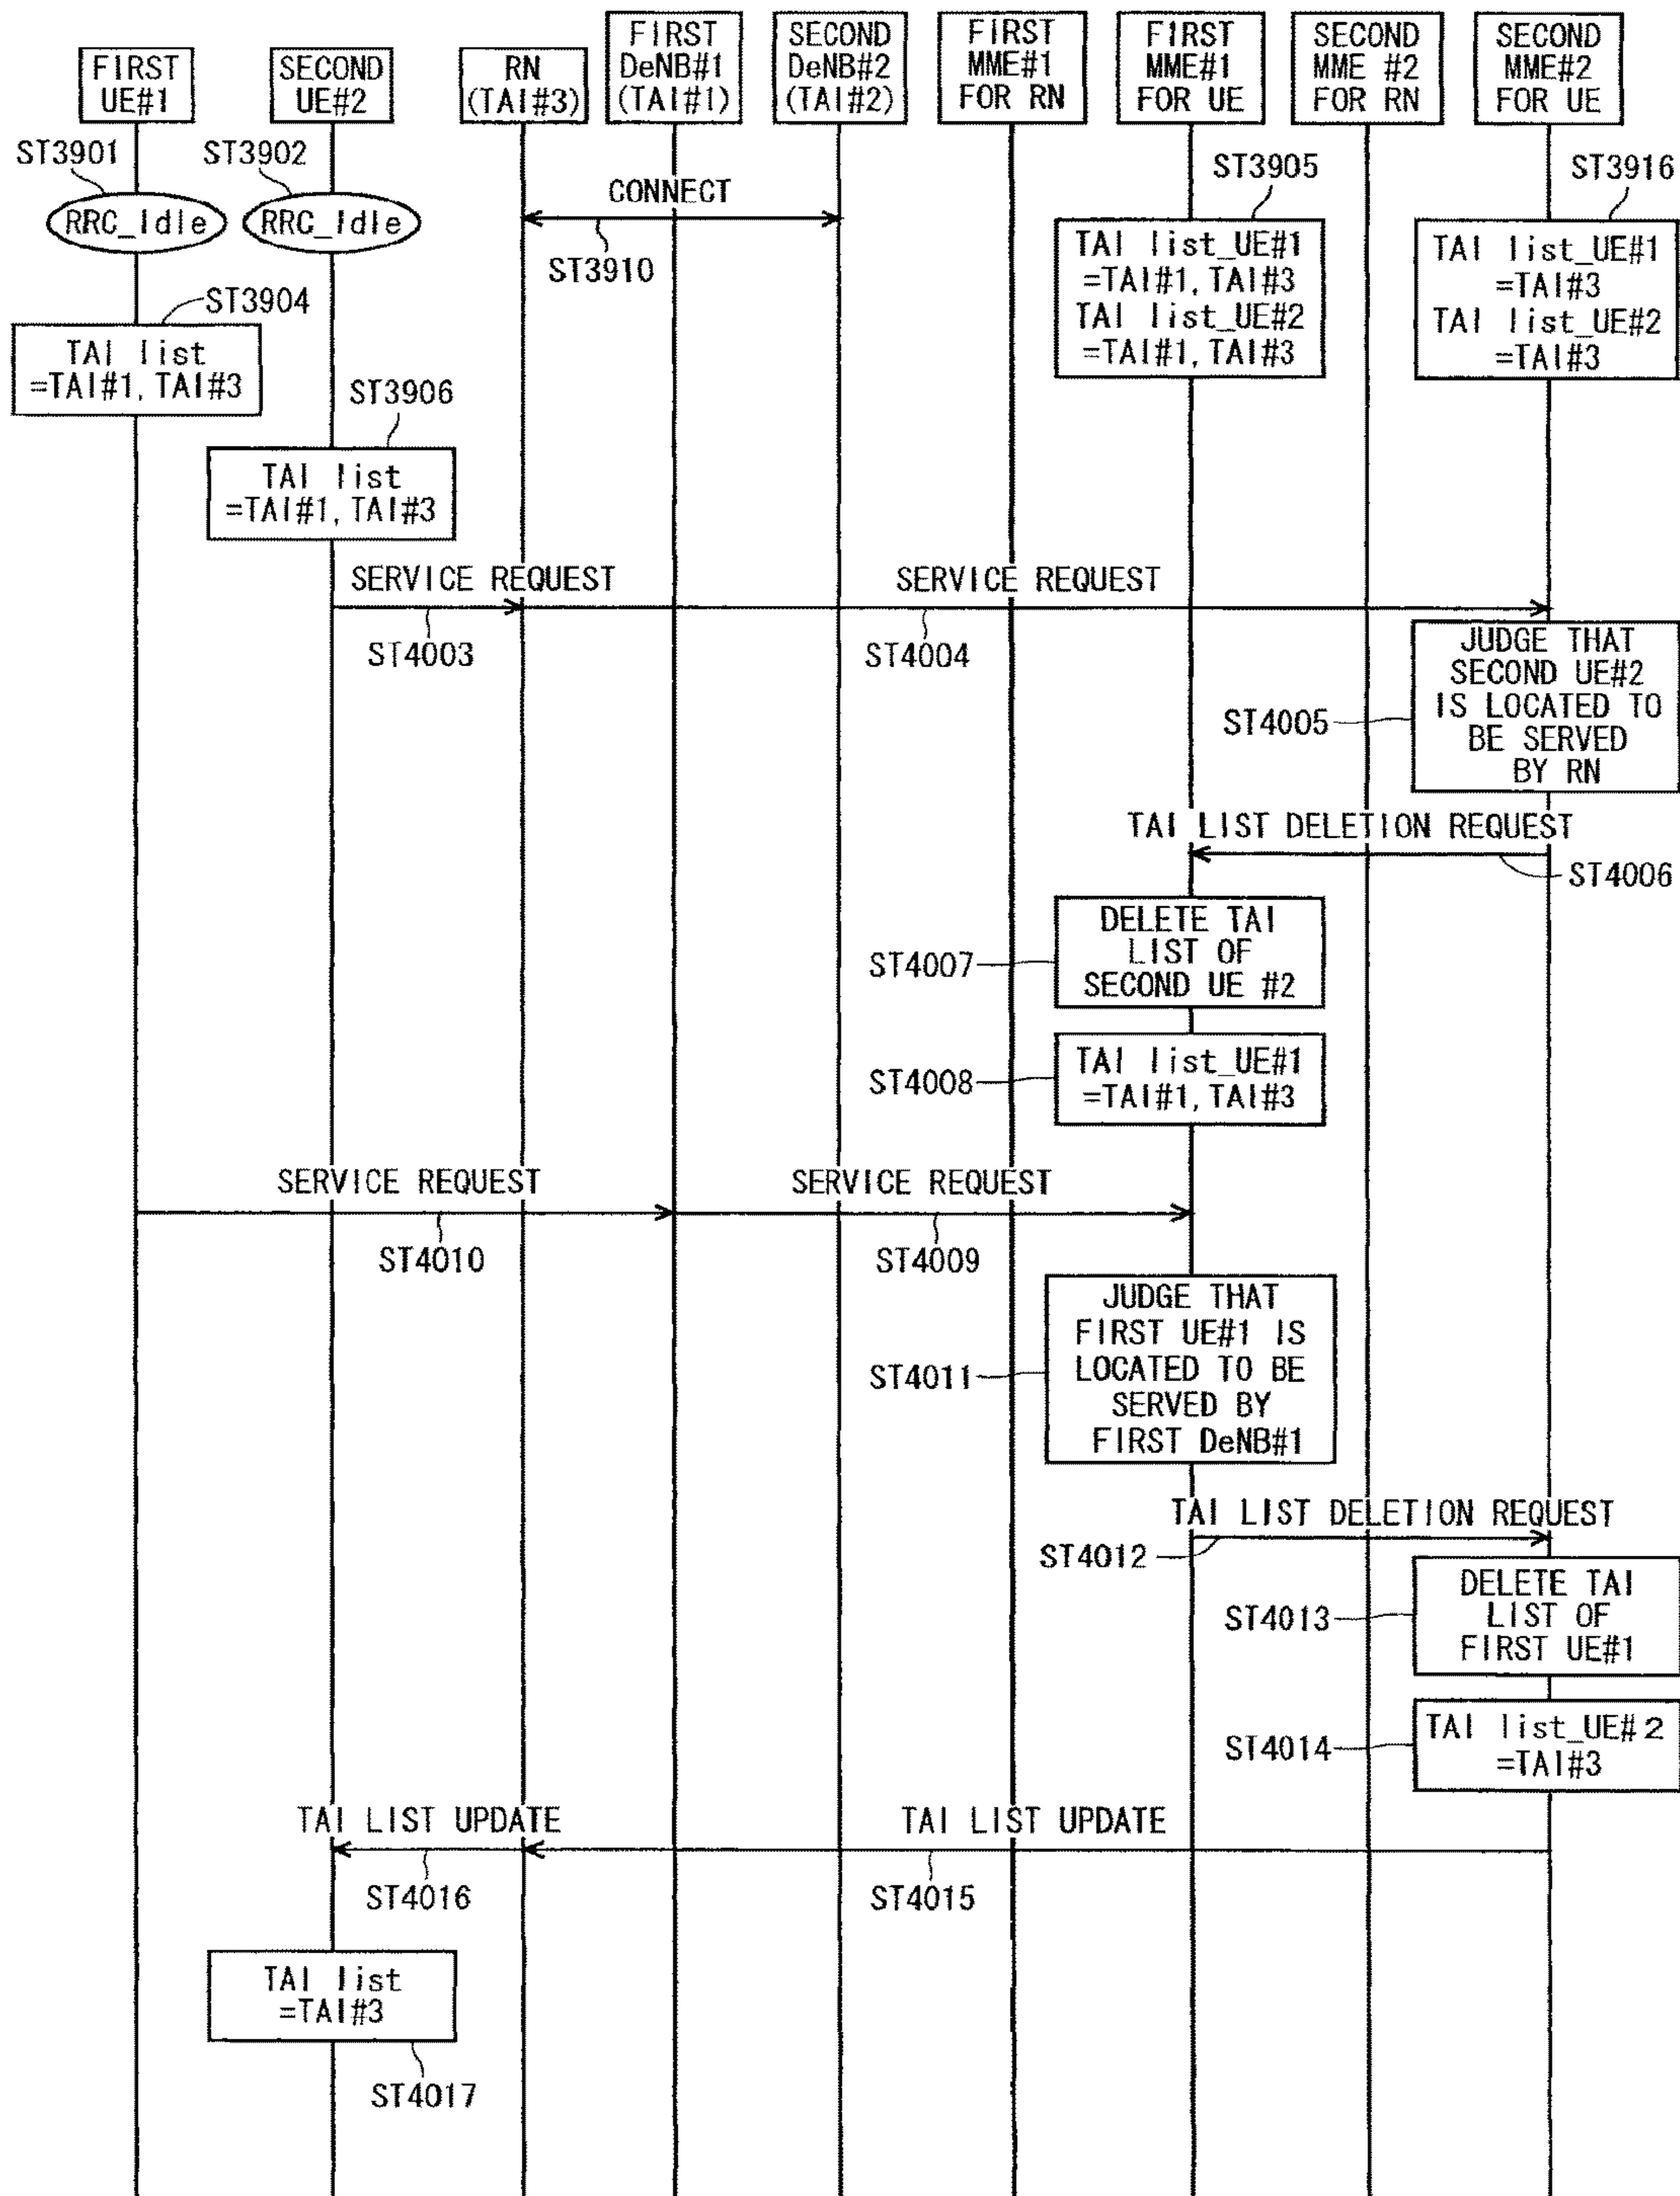 FIRST
UE#1
SECOND
UE#2
RN
(TAI#3)
FIRST
DeNB#1
(TAI#1)
SECOND
DeNB#2
(TAI#2)
FIRST
MME#1
FOR RN
FIRST
MME#1
FOR UE
SECOND
MME #2
FOR RN
SECOND
MME#2
FOR UE
ST3901
ST3902
RRC_Idle
RRC_Idle
CONNECT
ST3910
ST3905
TAI list_UE#1
=TAI#1, TAI#3
TAI list_UE#2
=TAI#1, TAI#3
ST3916
TAI list_UE#1
=TAI#3
TAI list_UE#2
=TAI#3
ST3904
TAI list
=TAI#1, TAI#3
ST3906
TAI list
=TAI#1, TAI#3
SERVICE REQUEST
SERVICE REQUEST
ST4003
ST4004
JUDGE THAT
SECOND UE#2
IS LOCATED TO
BE SERVED
BY RN
ST4005
TAI LIST DELETION REQUEST
ST4006
DELETE TAI
LIST OF
SECOND UE #2
ST4007
TAI list_UE#1
=TAI#1, TAI#3
ST4008
SERVICE REQUEST
SERVICE REQUEST
ST4010
ST4009
JUDGE THAT
FIRST UE#1 IS
LOCATED TO BE
SERVED BY
FIRST DeNB#1
ST4011
TAI LIST DELETION REQUEST
ST4012
DELETE TAI
LIST OF
FIRST UE#1
ST4013
TAI list_UE#2
=TAI#3
ST4014
TAI LIST UPDATE
TAI LIST UPDATE
ST4016
ST4015
TAI list
=TAI#3
ST4017